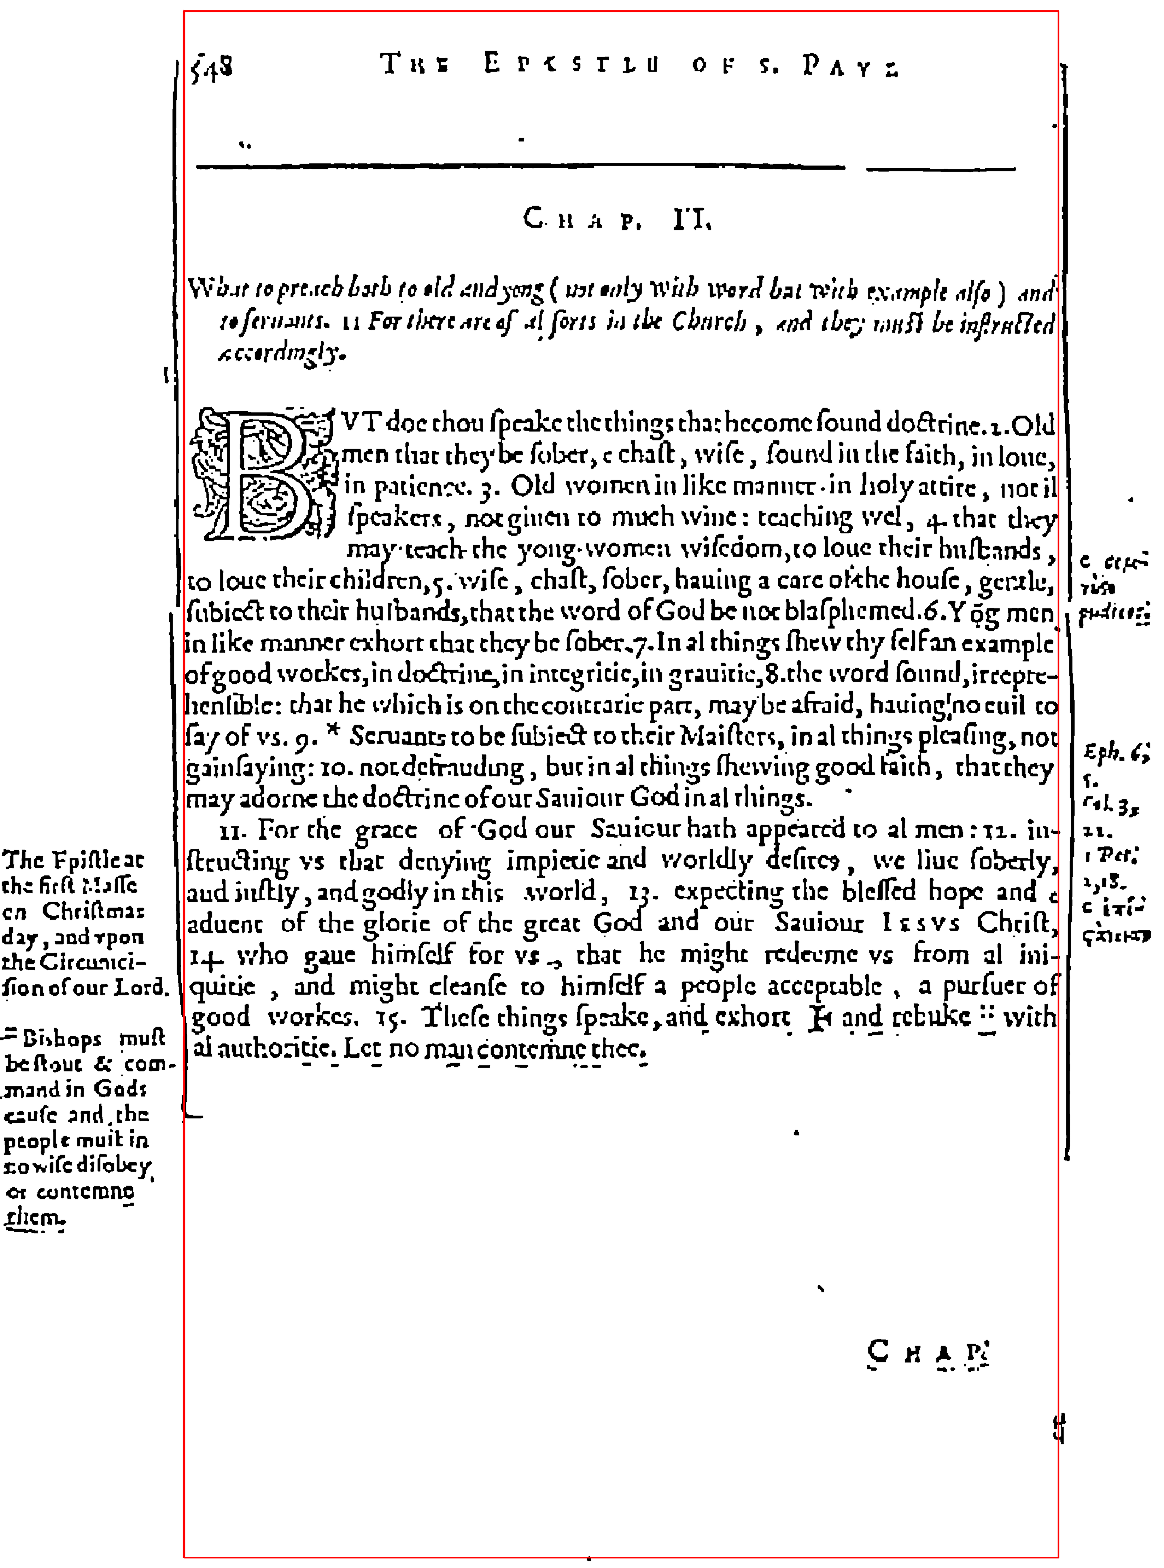 548 THE EPISTLE OF S. PAVL
CHAP. II.
What to preach both to old and yong (not only with word but with example also) and
to seruants. 11 For there are of al sorts in the Church, and they must be instructed
accordingly.
BVT doe thou speake the things that become sound doctrine. 2. Old
men that they be sober, c chast, wise, sound in the faith, in loue,
in patience. 3. Old women in like manner in holy attire, not il
speakers, not giuen to much wine: teaching wel, 4. that they
may teach the yong women wisedom, to loue their husbands,
to loue their children, 5. wise, chast, sober, hauing a care of the house, gentle,
subiect to their husbands, that the word of God be not blasphemed. 6. Yõg men
in like manner exhort that they be sober. 7. In al things shew thy self an example
of good workes, in doctrine, in integritie, in grauitie, 8. the word sound, irrepre-
hensible: that he which is on the contrarie part, may be afraid, hauing no euil to
say of vs. 9. * Seruants to be subiect to their Maisters, in al things pleasing, not
gainsaying: 10. not defrauding, but in al things shewing good faith, that they
may adorne the doctrine of our Sauiour God in al things.
11. For the grace of God our Sauiour hath appeared to al men: 12. in-
structing vs that denying impietie and worldly desires, we liue soberly,
and iustly, and godly in this world, 13. expecting the blessed hope and c
aduent of the glorie of the great God and our Sauiour IESVS Christ,
14. who gaue himself for vs, that he might redeeme vs from al ini-
quitie, and might cleanse to himself a people acceptable, a pursuer of
good workes. 15. These things speake, and exhort and rebuke :: with
al authoritie. Let no man contemne thee.
CHAP.
The Epistle at
the first Masse
on Christmas
day, and vpon
the Circumci-
sion of our Lord.
:: Bishops must
be stout & com-
mand in Gods
cause and the
people must in
no wise disobey
or contemne
them.
Eph. 6,
5.
Col. 3,
22.
1 Pet.
2, 18.